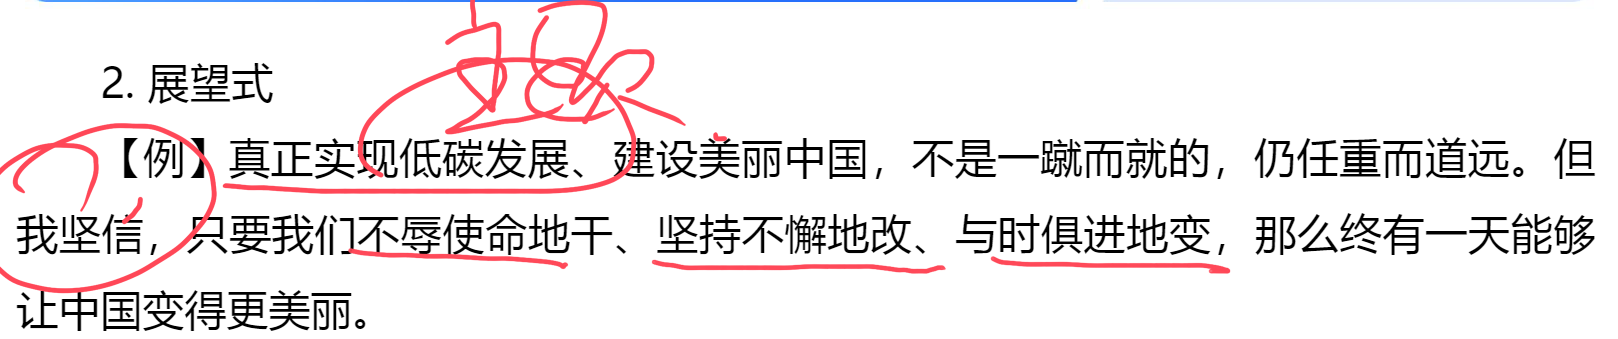 2. 展望式
【例】真正实现低碳发展、建设美丽中国，不是一蹴而就的，仍任重而道远。但
我坚信，只要我们不辱使命地干、坚持不懈地改、与时俱进地变，那么终有一天能够
让中国变得更美丽。